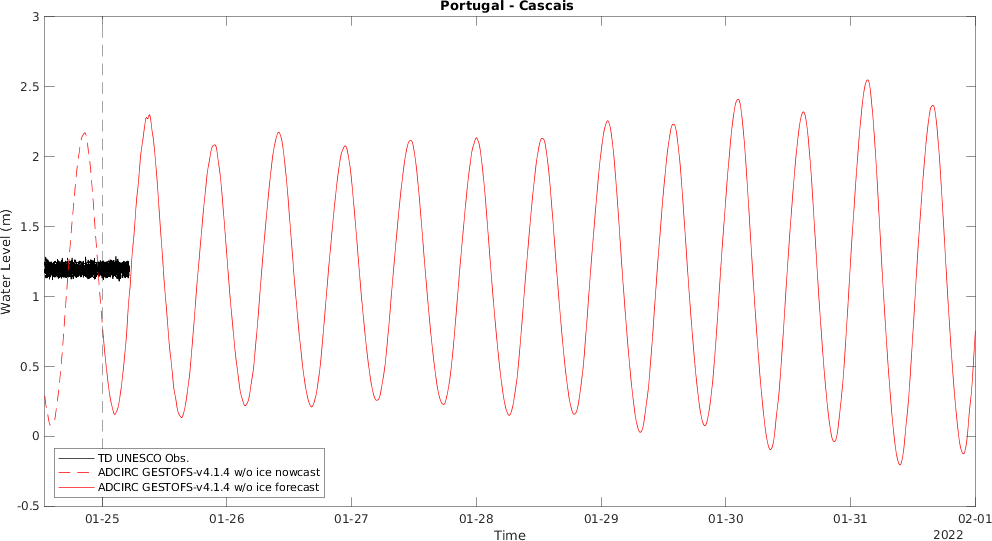 Portugal - Cascais
3
2.5
2
1.5
1
0.5
0
-0.5
Water Level (m)
TD UNESCO Obs.
ADCIRC GESTOFS-v4.1.4 w/o ice nowcast
ADCIRC GESTOFS-v4.1.4 w/o ice forecast
01-25 01-26 01-27 01-28 01-29 01-30 01-31 02-01
Time
2022